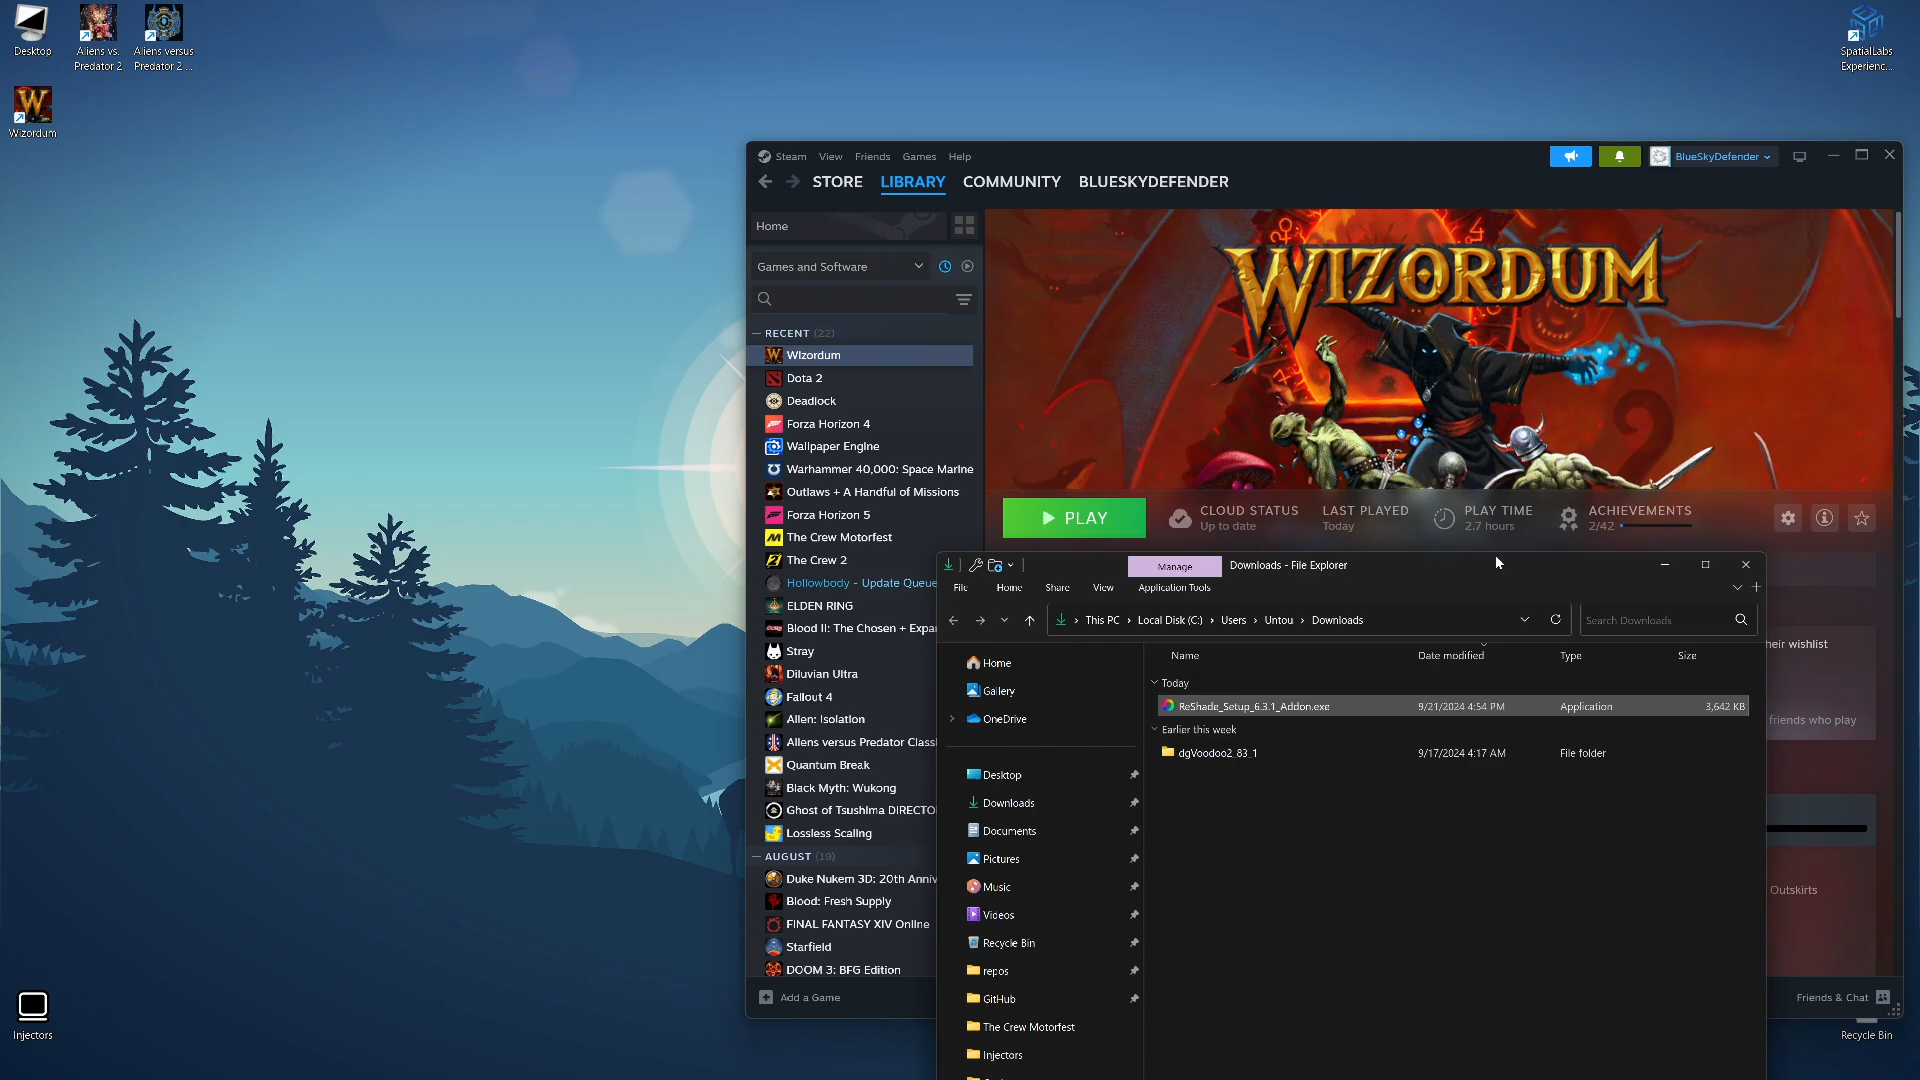 Desktop
Aliens vs.
Predator 2
Aliens versus
Predator 2 ...
Wizordum
SpatialLabs
Experienc...
Injectors
Recycle Bin
Steam View Friends Games Help
BlueSkyDefender
STORE LIBRARY COMMUNITY BLUESKYDEFENDER
Home
Games and Software
RECENT (22)
Wizordum
Dota 2
Deadlock
Forza Horizon 4
Wallpaper Engine
Warhammer 40,000: Space Marine
Outlaws + A Handful of Missions
Forza Horizon 5
The Crew Motorfest
The Crew 2
Hollowbody - Update Queue
ELDEN RING
Blood II: The Chosen + Expa
Stray
Diluvian Ultra
Fallout 4
Alien: Isolation
Aliens versus Predator Classi
Quantum Break
Black Myth: Wukong
Ghost of Tsushima DIRECTO
Lossless Scaling
AUGUST (19)
Duke Nukem 3D: 20th Anniv
Blood: Fresh Supply
FINAL FANTASY XIV Online
Starfield
DOOM 3: BFG Edition
Add a Game
WIZORDUM
PLAY
CLOUD STATUS
Up to date
LAST PLAYED
Today
PLAY TIME
2.7 hours
ACHIEVEMENTS
2/42
heir wishlist
friends who play
Outskirts
Friends & Chat
Manage
Downloads - File Explorer
File Home Share View Application Tools
This PC › Local Disk (C:) › Users › Untou › Downloads
Search Downloads
Home
Gallery
OneDrive
Desktop
Downloads
Documents
Pictures
Music
Videos
Recycle Bin
repos
GitHub
The Crew Motorfest
Injectors
Name Date modified Type Size
Today
ReShade_Setup_6.3.1_Addon.exe 9/21/2024 4:54 PM Application 3,642 KB
Earlier this week
dgVoodoo2_83_1 9/17/2024 4:17 AM File folder